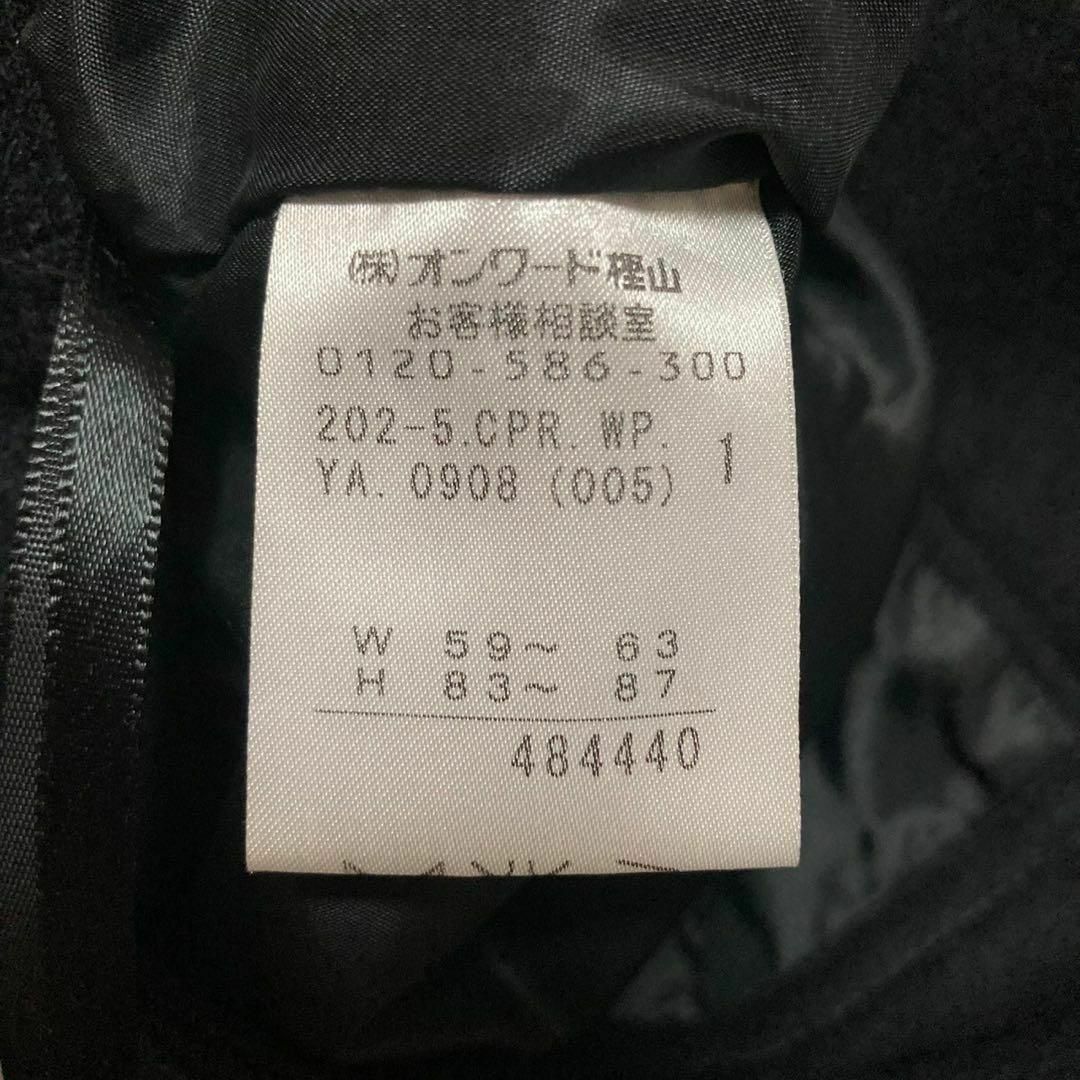 (株)オンワード樫山
お客様相談室
0120-586-300
202-5.CPR.WP.
YA.0908(005) 1
W 59~ 63
H 83~ 87
484440